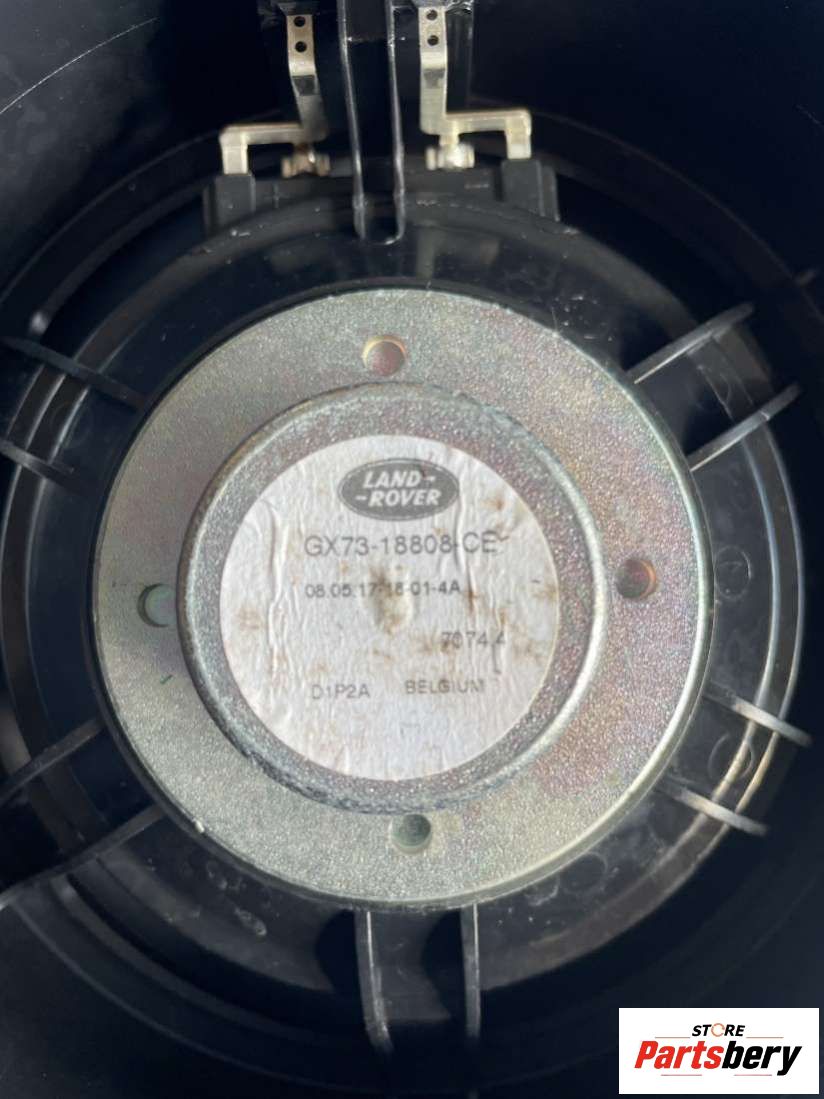 LAND-
-ROVER
GX73-18808-CE
08.05.17-18-01-4A
7074.4
D1P2A BELGIUM
STORE
Partsbery